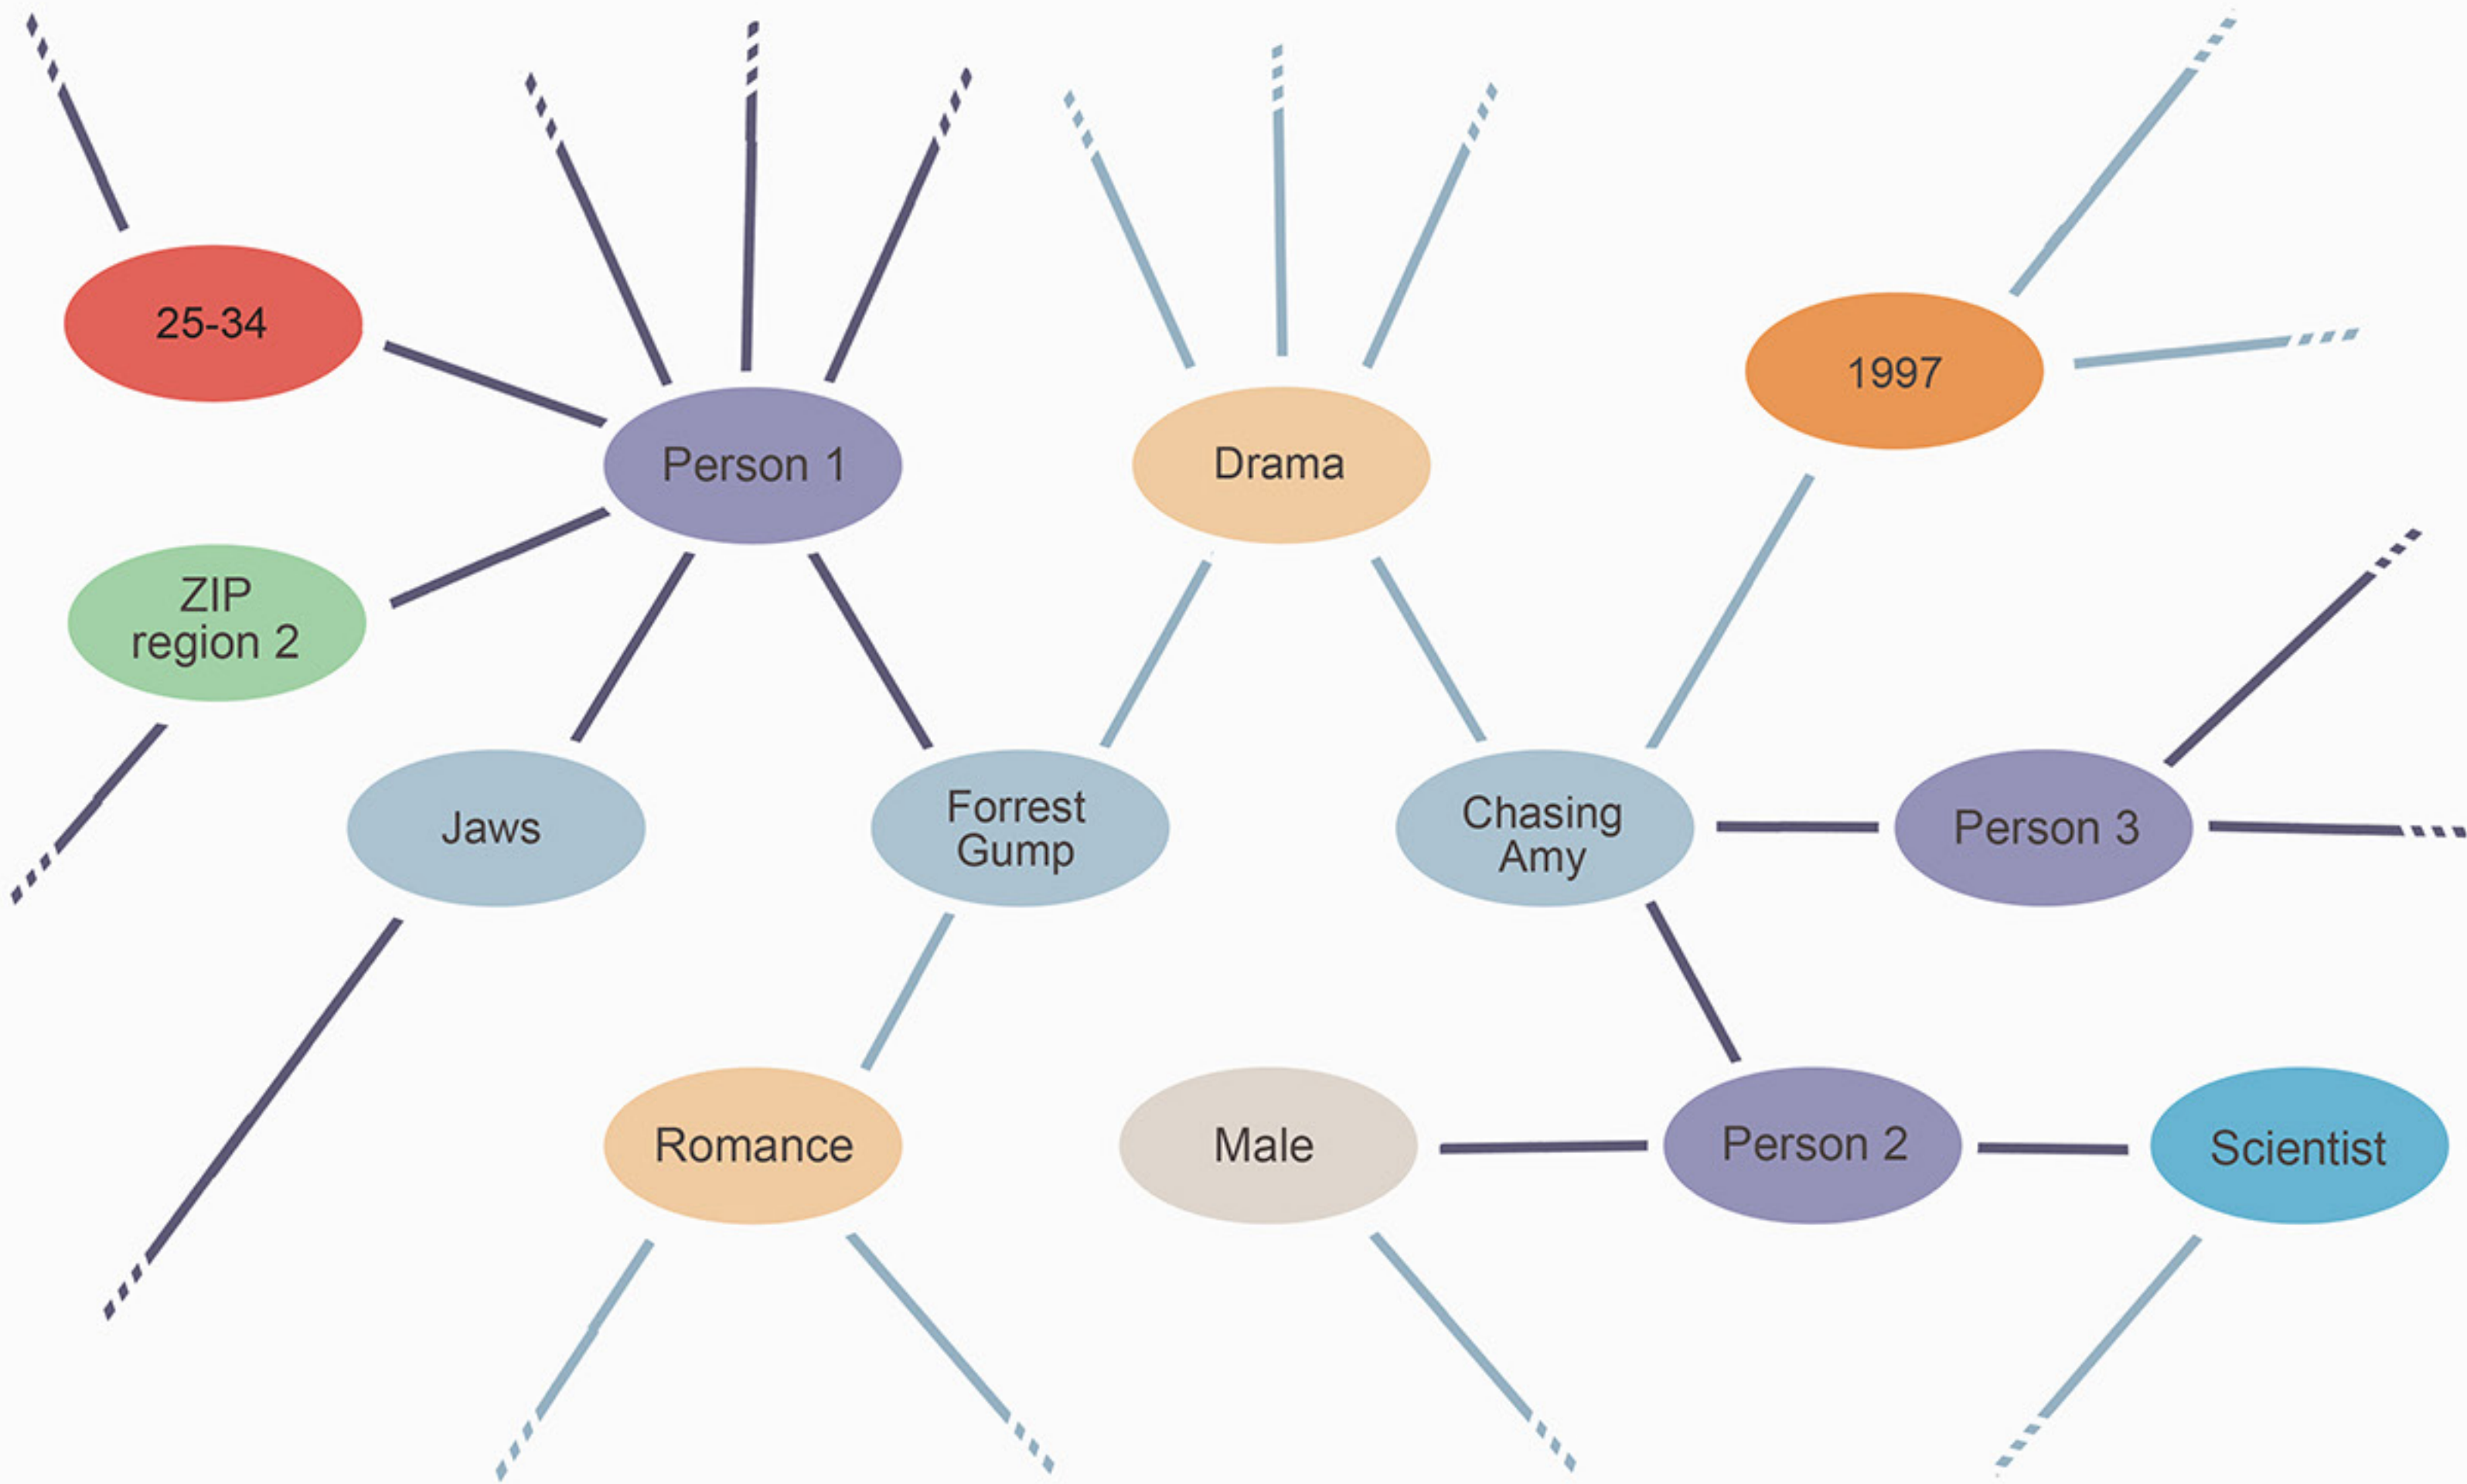 25-34
Person 1
Drama
1997
ZIP
region 2
Jaws
Forrest
Gump
Chasing
Amy
Person 3
Romance
Male
Person 2
Scientist